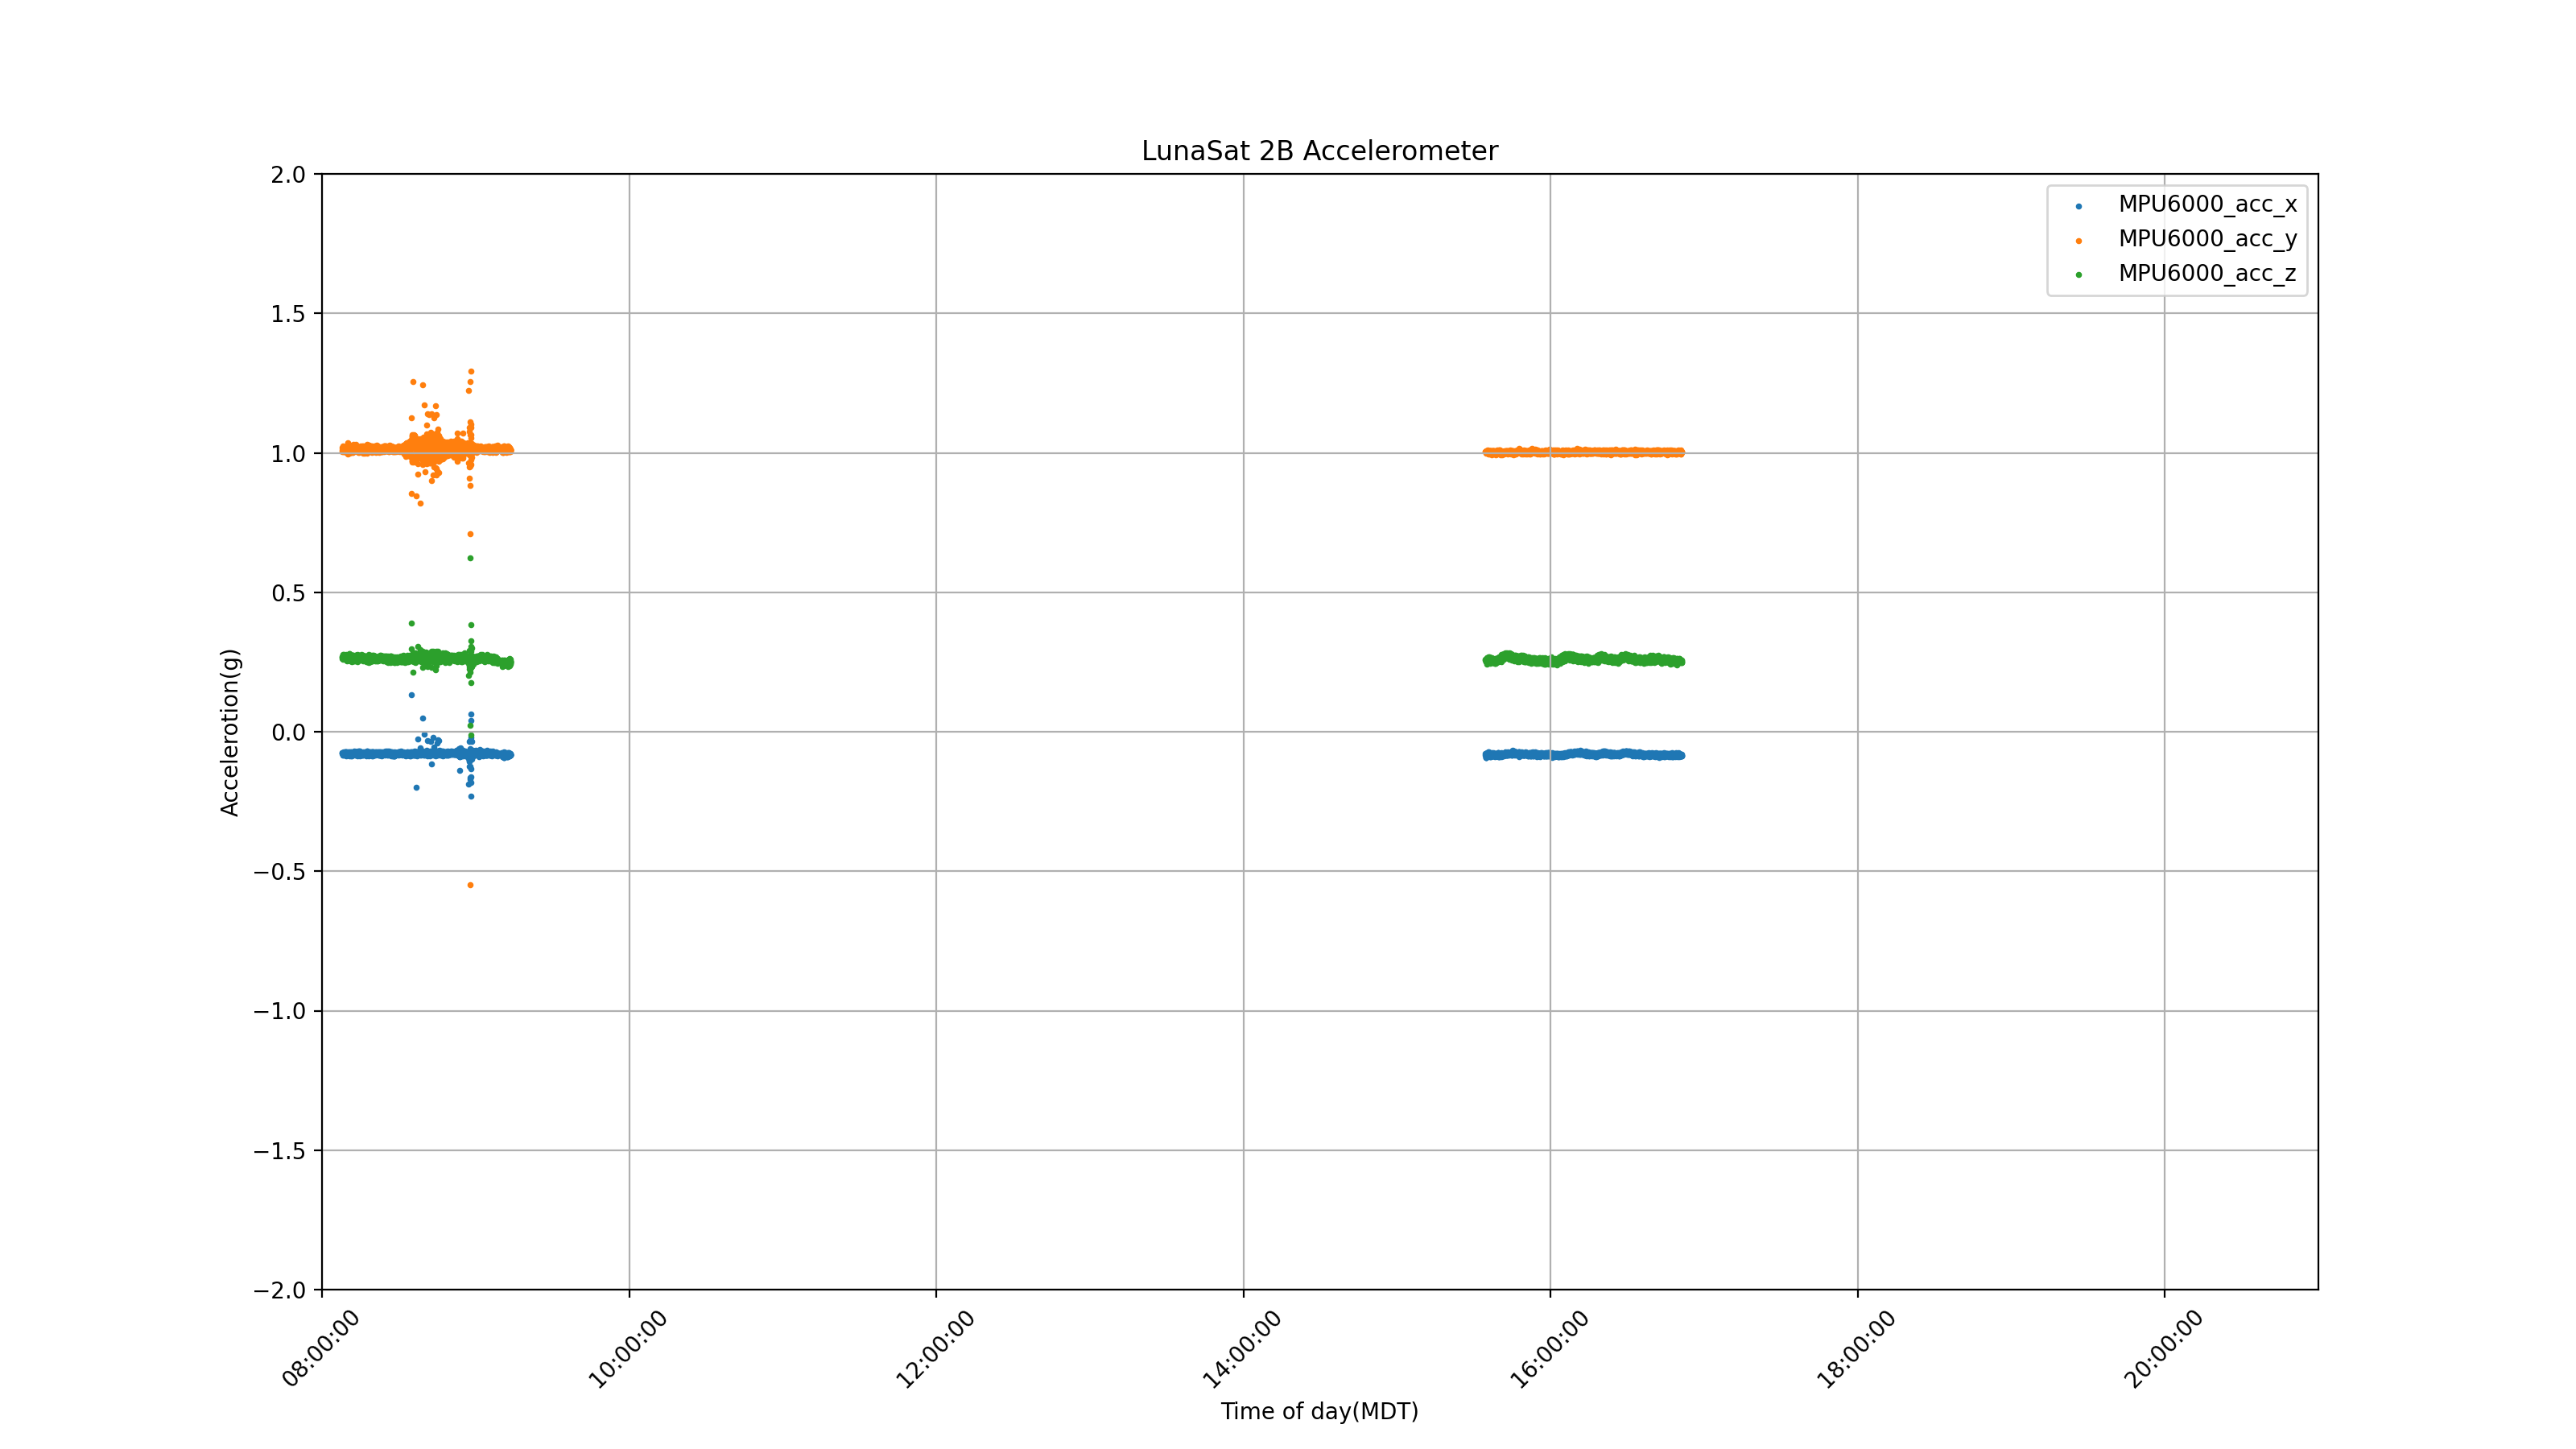 LunaSat 2B Accelerometer
MPU6000_acc_x
MPU6000_acc_y
MPU6000_acc_z
2.0
1.5
1.0
0.5
0.0
−0.5
−1.0
−1.5
−2.0
Accelerotion(g)
08:00:00
10:00:00
12:00:00
14:00:00
16:00:00
18:00:00
20:00:00
Time of day(MDT)